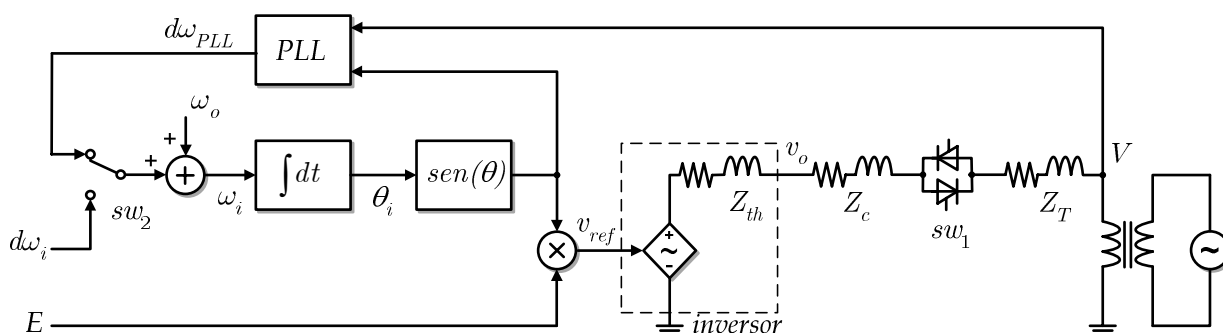 dω_PLL
PLL
ω_o
+
+
+
sw_2
ω_i
∫dt
θ_i
sen(θ)
dω_i
E
×
v_ref
+
~
-
inversor
Z_th
v_o
Z_c
sw_1
Z_T
V
~